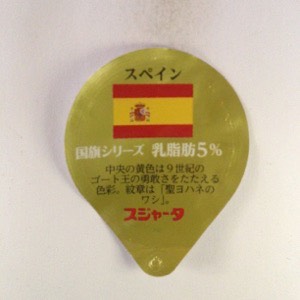 スペイン
国旗シリーズ 乳脂肪5%
中央の黄色は9世紀の
ゴート王の勇敢さをたたえる
色彩。紋章は「聖ヨハネの
ワシ」。
スジャータ